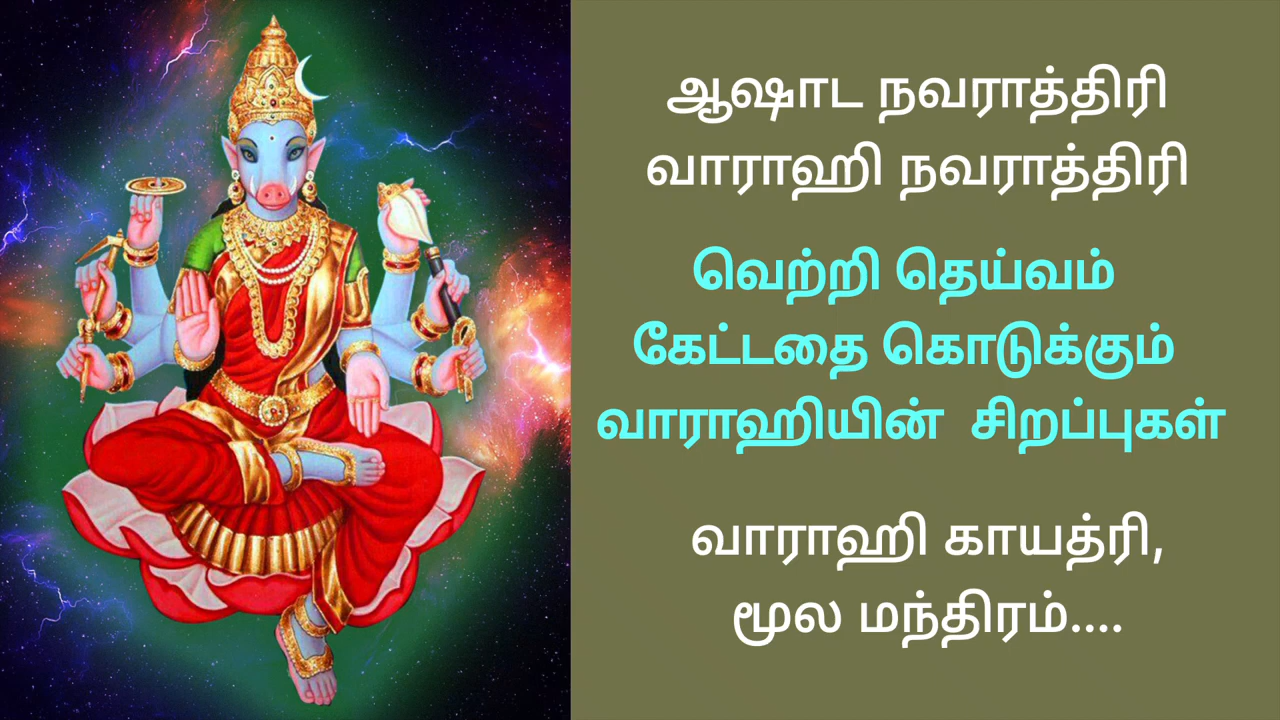 ஆஷாட நவராத்திரி
வாராஹி நவராத்திரி
வெற்றி தெய்வம்
கேட்டதை கொடுக்கும்
வாராஹியின் சிறப்புகள்
வாராஹி காயத்ரி,
மூல மந்திரம்....